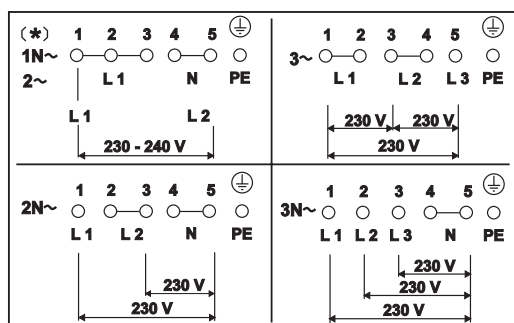 (*) 1 2 3 4 5
1N~
2~ L 1 N PE
L 1 L 2
230 - 240 V
1 2 3 4 5
3~
L 1 L 2 L 3 PE
230 V 230 V
230 V
1 2 3 4 5
2N~
L 1 L 2 N PE
230 V
230 V
1 2 3 4 5
3N~
L 1 L 2 L 3 N PE
230 V
230 V
230 V